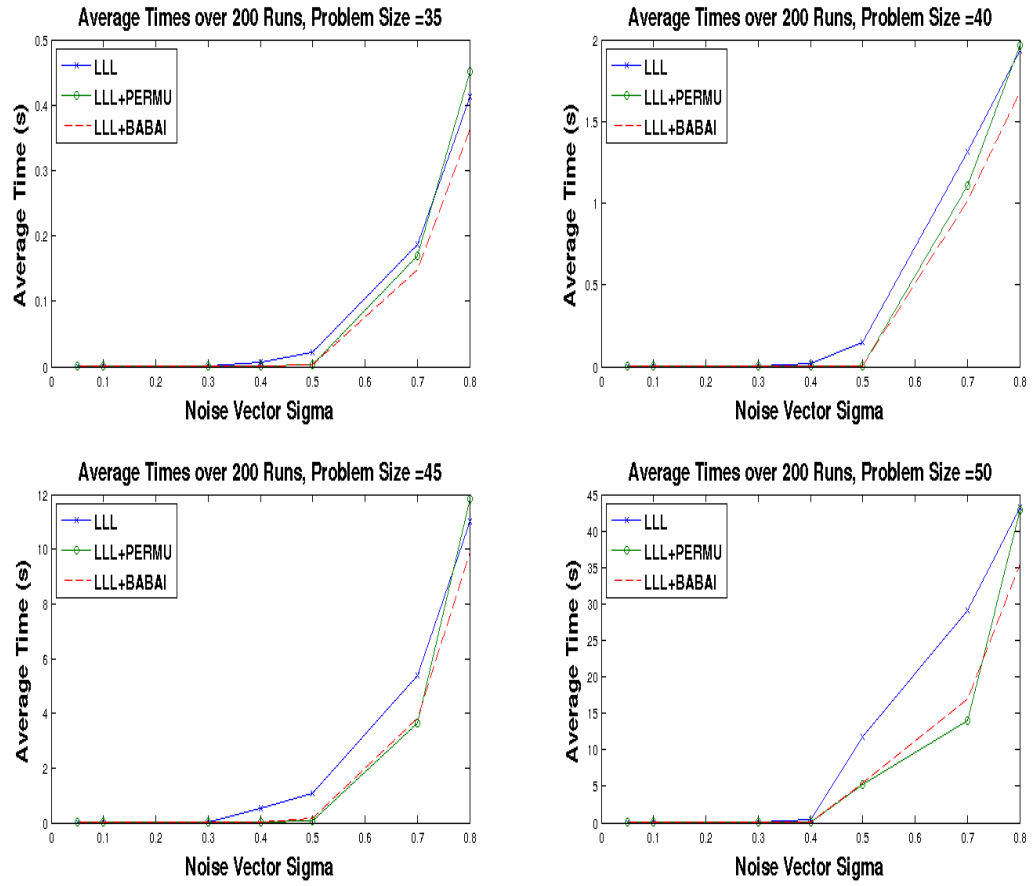 Average Times over 200 Runs, Problem Size =35
0.5
0.4
0.3
0.2
0.1
0
LLL
LLL+PERMU
LLL+BABAI
Average Time (s)
0 0.1 0.2 0.3 0.4 0.5 0.6 0.7 0.8
Noise Vector Sigma
Average Times over 200 Runs, Problem Size =40
2
1.5
1
0.5
0
LLL
LLL+PERMU
LLL+BABAI
Average Time (s)
0 0.1 0.2 0.3 0.4 0.5 0.6 0.7 0.8
Noise Vector Sigma
Average Times over 200 Runs, Problem Size =45
12
10
8
6
4
2
0
LLL
LLL+PERMU
LLL+BABAI
Average Time (s)
0 0.1 0.2 0.3 0.4 0.5 0.6 0.7 0.8
Noise Vector Sigma
Average Times over 200 Runs, Problem Size =50
45
40
35
30
25
20
15
10
5
0
LLL
LLL+PERMU
LLL+BABAI
Average Time (s)
0 0.1 0.2 0.3 0.4 0.5 0.6 0.7 0.8
Noise Vector Sigma